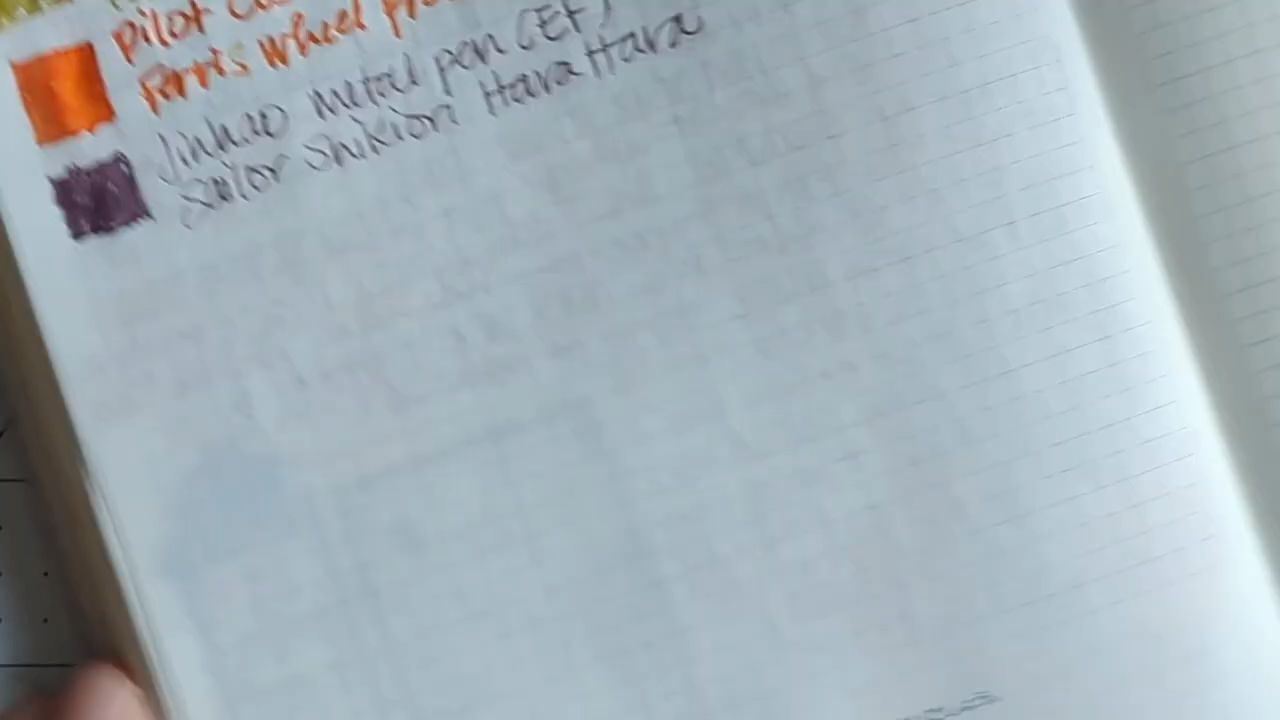 Pilot
Ferris Wheel
Jinhao metal pen (EF)
Sailor Shikiori Hara Hara